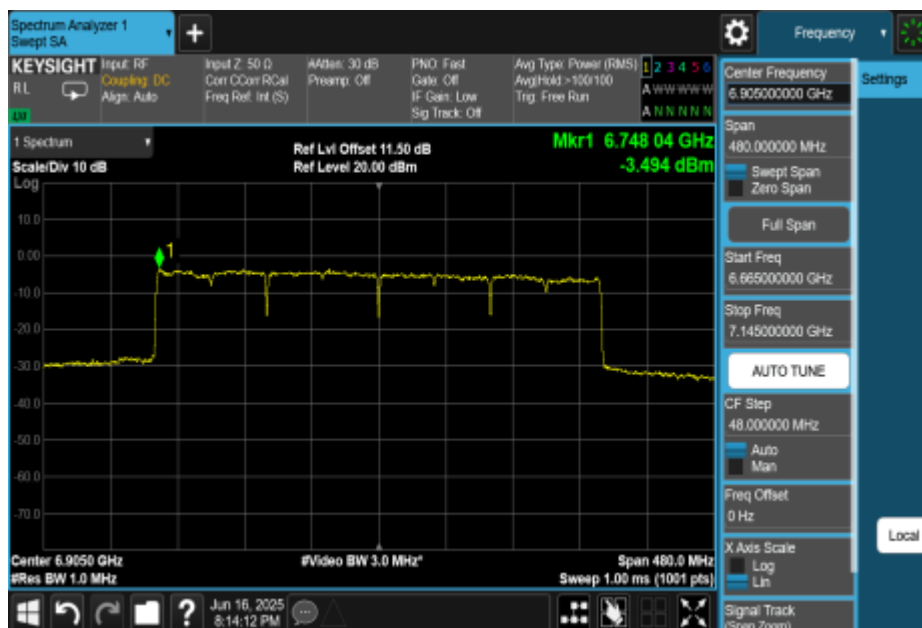 Spectrum Analyzer 1
Swept SA
+
Frequency
KEYSIGHT
RL
Input: RF
Coupling: DC
Align: Auto
Input Z: 50 Ω
Corr CCorr RCal
Freq Ref: Int (S)
#Atten: 30 dB
Preamp: Off
PNO: Fast
Gate: Off
IF Gain: Low
Sig Track: Off
Avg Type: Power (RMS)
Avg|Hold:>100/100
Trig: Free Run
1 2 3 4 5 6
A W W W W W
A N N N N N
1 Spectrum
Scale/Div 10 dB
Log
Ref Lvl Offset 11.50 dB
Ref Level 20.00 dBm
Mkr1 6.748 04 GHz
-3.494 dBm
10.0
0.00
-10.0
-20.0
-30.0
-40.0
-50.0
-60.0
-70.0
1
Center 6.9050 GHz
#Res BW 1.0 MHz
#Video BW 3.0 MHz*
Span 480.0 MHz
Sweep 1.00 ms (1001 pts)
?
Jun 16, 2025
8:14:12 PM
Center Frequency
6.905000000 GHz
Span
480.000000 MHz
Swept Span
Zero Span
Full Span
Start Freq
6.665000000 GHz
Stop Freq
7.145000000 GHz
AUTO TUNE
CF Step
48.000000 MHz
Auto
Man
Freq Offset
0 Hz
X Axis Scale
Log
Lin
Signal Track
(Span Zoom)
Settings
Local